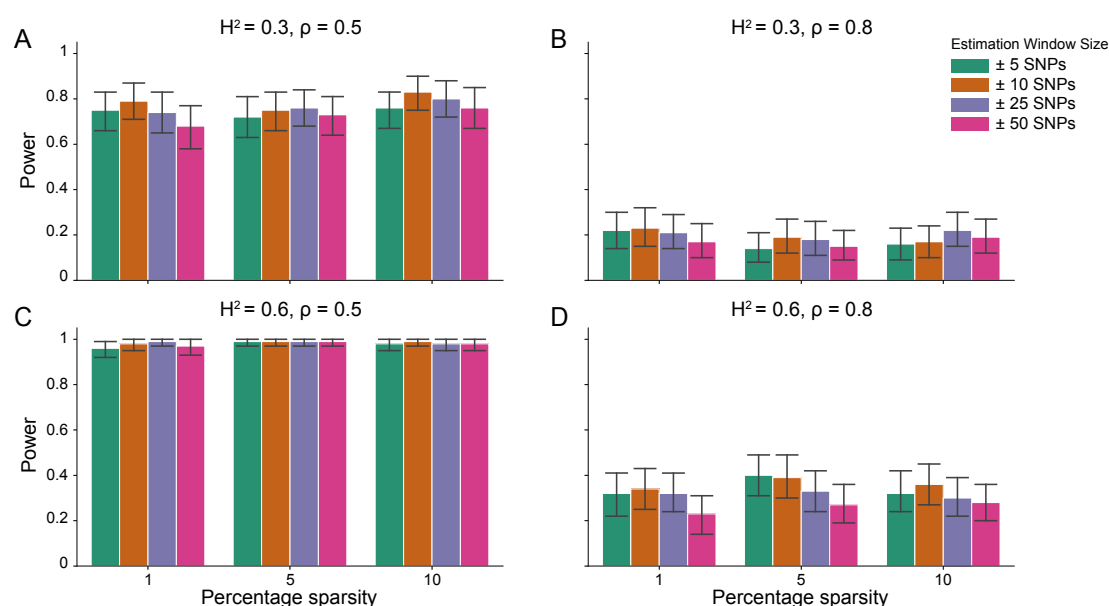 A
H² = 0.3, ρ = 0.5
1
0.8
0.6
0.4
0.2
0
Power
B
H² = 0.3, ρ = 0.8
Estimation Window Size
± 5 SNPs
± 10 SNPs
± 25 SNPs
± 50 SNPs
C
H² = 0.6, ρ = 0.5
1
0.8
0.6
0.4
0.2
0
Power
1
5
10
Percentage sparsity
D
H² = 0.6, ρ = 0.8
1
5
10
Percentage sparsity